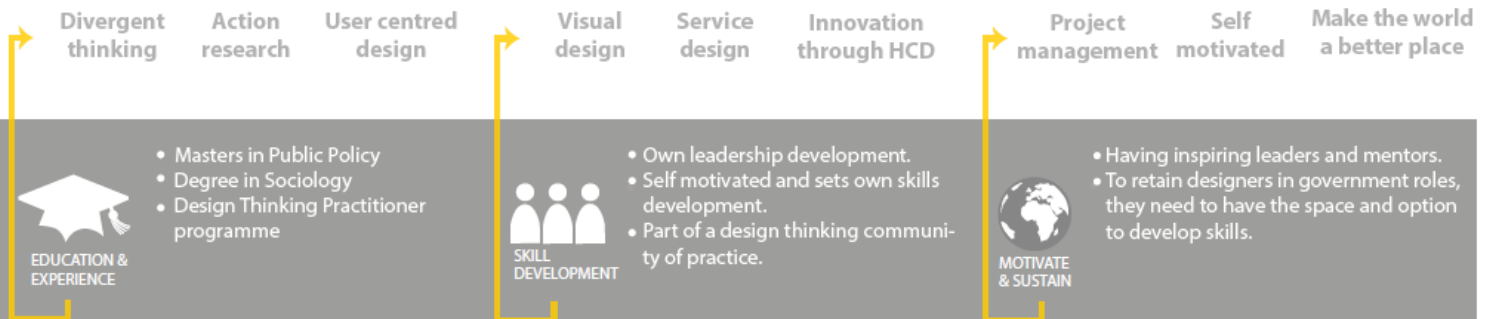 Divergent thinking
Action research
User centred design
Visual design
Service design
Innovation through HCD
Project management
Self motivated
Make the world a better place
• Masters in Public Policy
• Degree in Sociology
• Design Thinking Practitioner
programme
EDUCATION &
EXPERIENCE
• Own leadership development.
• Self motivated and sets own skills
development.
• Part of a design thinking communi-
ty of practice.
SKILL
DEVELOPMENT
• Having inspiring leaders and mentors.
• To retain designers in government roles,
they need to have the space and option
to develop skills.
MOTIVATE
& SUSTAIN